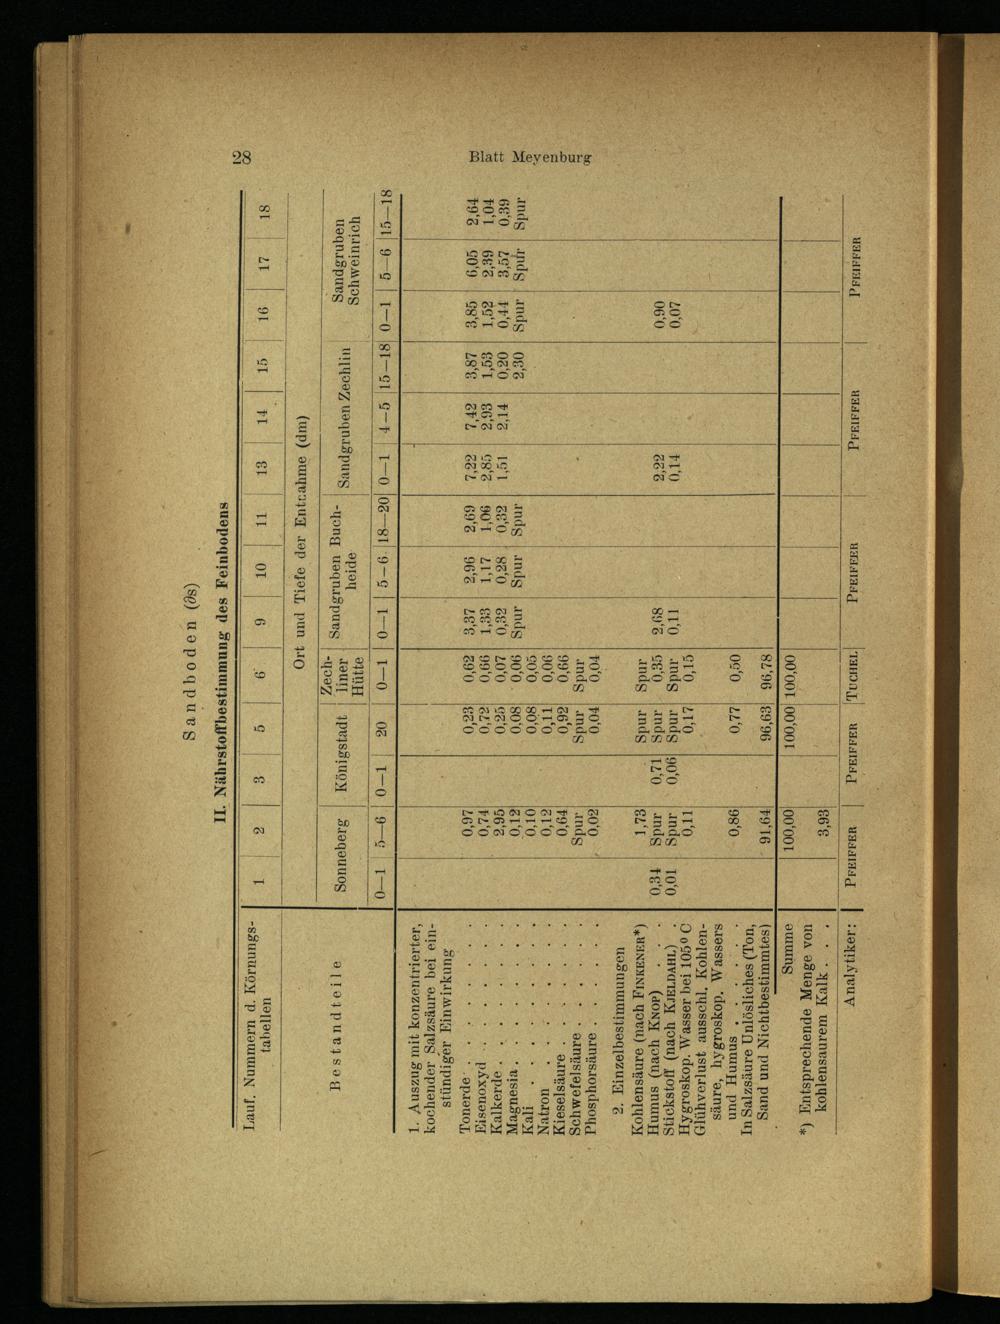 28
Blatt Meyenburg
Sandboden (∂s)
II. Nährstoffbestimmung des Feinbodens
Lauf. Nummern d. Körnungs-
tabellen
1 2 3 5 6 9 10 11 13 14 15 16 17 18
Bestandteile
Ort und Tiefe der Entnahme (dm)
Sonneberg
Königstadt
Zech-
liner
Hütte
Sandgruben Buch-
heide
Sandgruben Zechlin
Sandgruben
Schweinrich
0—1 5—6 0—1 20 0—1 0—1 5—6 18—20 0—1 4—5 15—18 0—1 5—6 15—18
1. Auszug mit konzentrierter,
kochender Salzsäure bei ein-
stündiger Einwirkung
Tonerde . . . . . . . 0,97 0,23 0,62 3,37 2,96 2,69 7,22 7,42 3,87 3,85 6,05 2,64
Eisenoxyd . . . . . . 0,74 0,72 0,66 1,33 1,17 1,06 2,85 2,93 1,53 1,52 2,39 1,04
Kalkerde . . . . . . 2,95 0,25 0,07 0,32 0,28 0,32 1,51 2,14 0,20 0,44 3,57 0,39
Magnesia . . . . . . 0,12 0,08 0,06 Spur Spur Spur 2,30 Spur Spur Spur
Kali . . . . . . 0,10 0,08 0,05
Natron . . . . . . 0,12 0,11 0,06
Kieselsäure . . . . . 0,64 0,92 0,66
Schwefelsäure . . . . Spur Spur Spur
Phosphorsäure . . . . 0,02 0,04 0,04
2. Einzelbestimmungen
Kohlensäure (nach FINKENER*) 1,73 Spur Spur
Humus (nach KNOP) . . . 0,34 Spur 0,71 Spur 0,35 2,68 2,22 0,90
Stickstoff (nach KJELDAHL) . 0,01 Spur 0,06 Spur Spur 0,11 0,14 0,07
Hygroskop. Wasser bei 105° C 0,11 0,17 0,15
Glühverlust ausschl. Kohlen-
säure, hygroskop. Wassers
und Humus . . . . . 0,86 0,77 0,50
In Salzsäure Unlösliches (Ton,
Sand und Nichtbestimmtes) 91,64 96,63 96,78
Summe 100,00 100,00 100,00
*) Entsprechende Menge von
kohlensaurem Kalk . . . 3,93
Analytiker: PFEIFFER PFEIFFER TUCHEL PFEIFFER PFEIFFER PFEIFFER